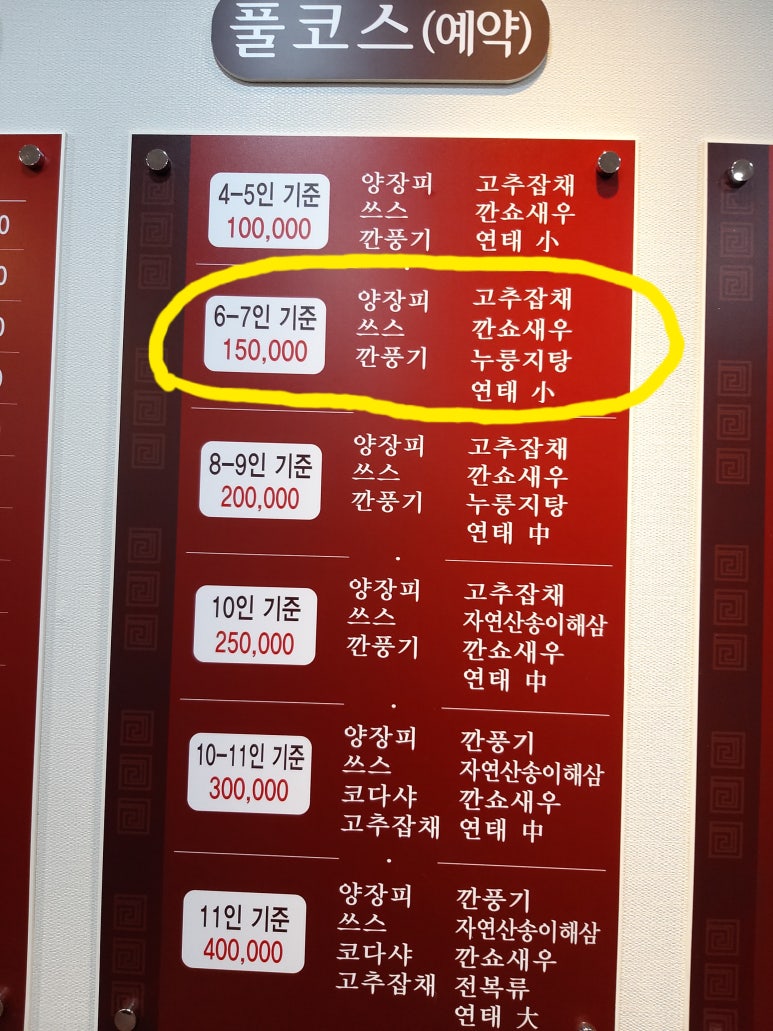 풀코스(예약)
4-5인 기준
100,000
양장피 고추잡채
쓰스 깐쇼새우
깐풍기 연태 小
6-7인 기준
150,000
양장피 고추잡채
쓰스 깐쇼새우
깐풍기 누룽지탕
연태 小
8-9인 기준
200,000
양장피 고추잡채
쓰스 깐쇼새우
깐풍기 누룽지탕
연태 中
10인 기준
250,000
양장피 고추잡채
쓰스 자연산송이해삼
깐풍기 깐쇼새우
연태 中
10-11인 기준
300,000
양장피 깐풍기
쓰스 자연산송이해삼
코다샤 깐쇼새우
고추잡채 연태 中
11인 기준
400,000
양장피 깐풍기
쓰스 자연산송이해삼
코다샤 깐쇼새우
고추잡채 전복류
연태 大